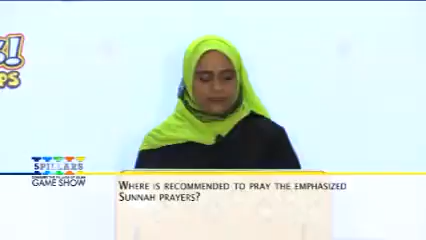 5PILLARS
GAME SHOW
WHERE IS RECOMMENDED TO PRAY THE EMPHASIZED
SUNNAH PRAYERS?